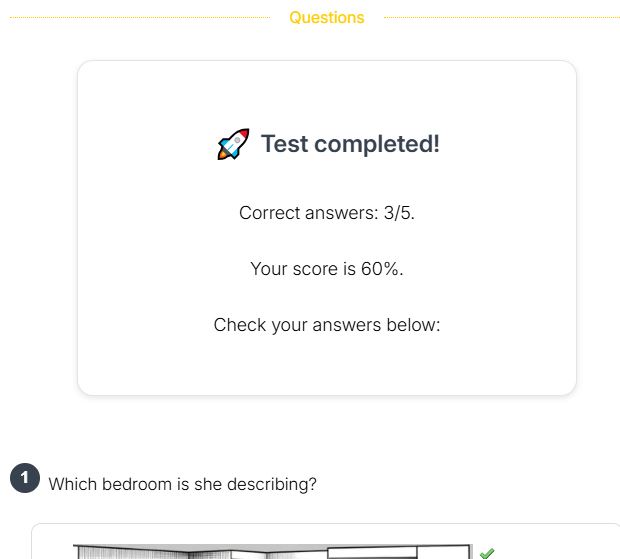 Questions
Test completed!
Correct answers: 3/5.
Your score is 60%.
Check your answers below:
1 Which bedroom is she describing?